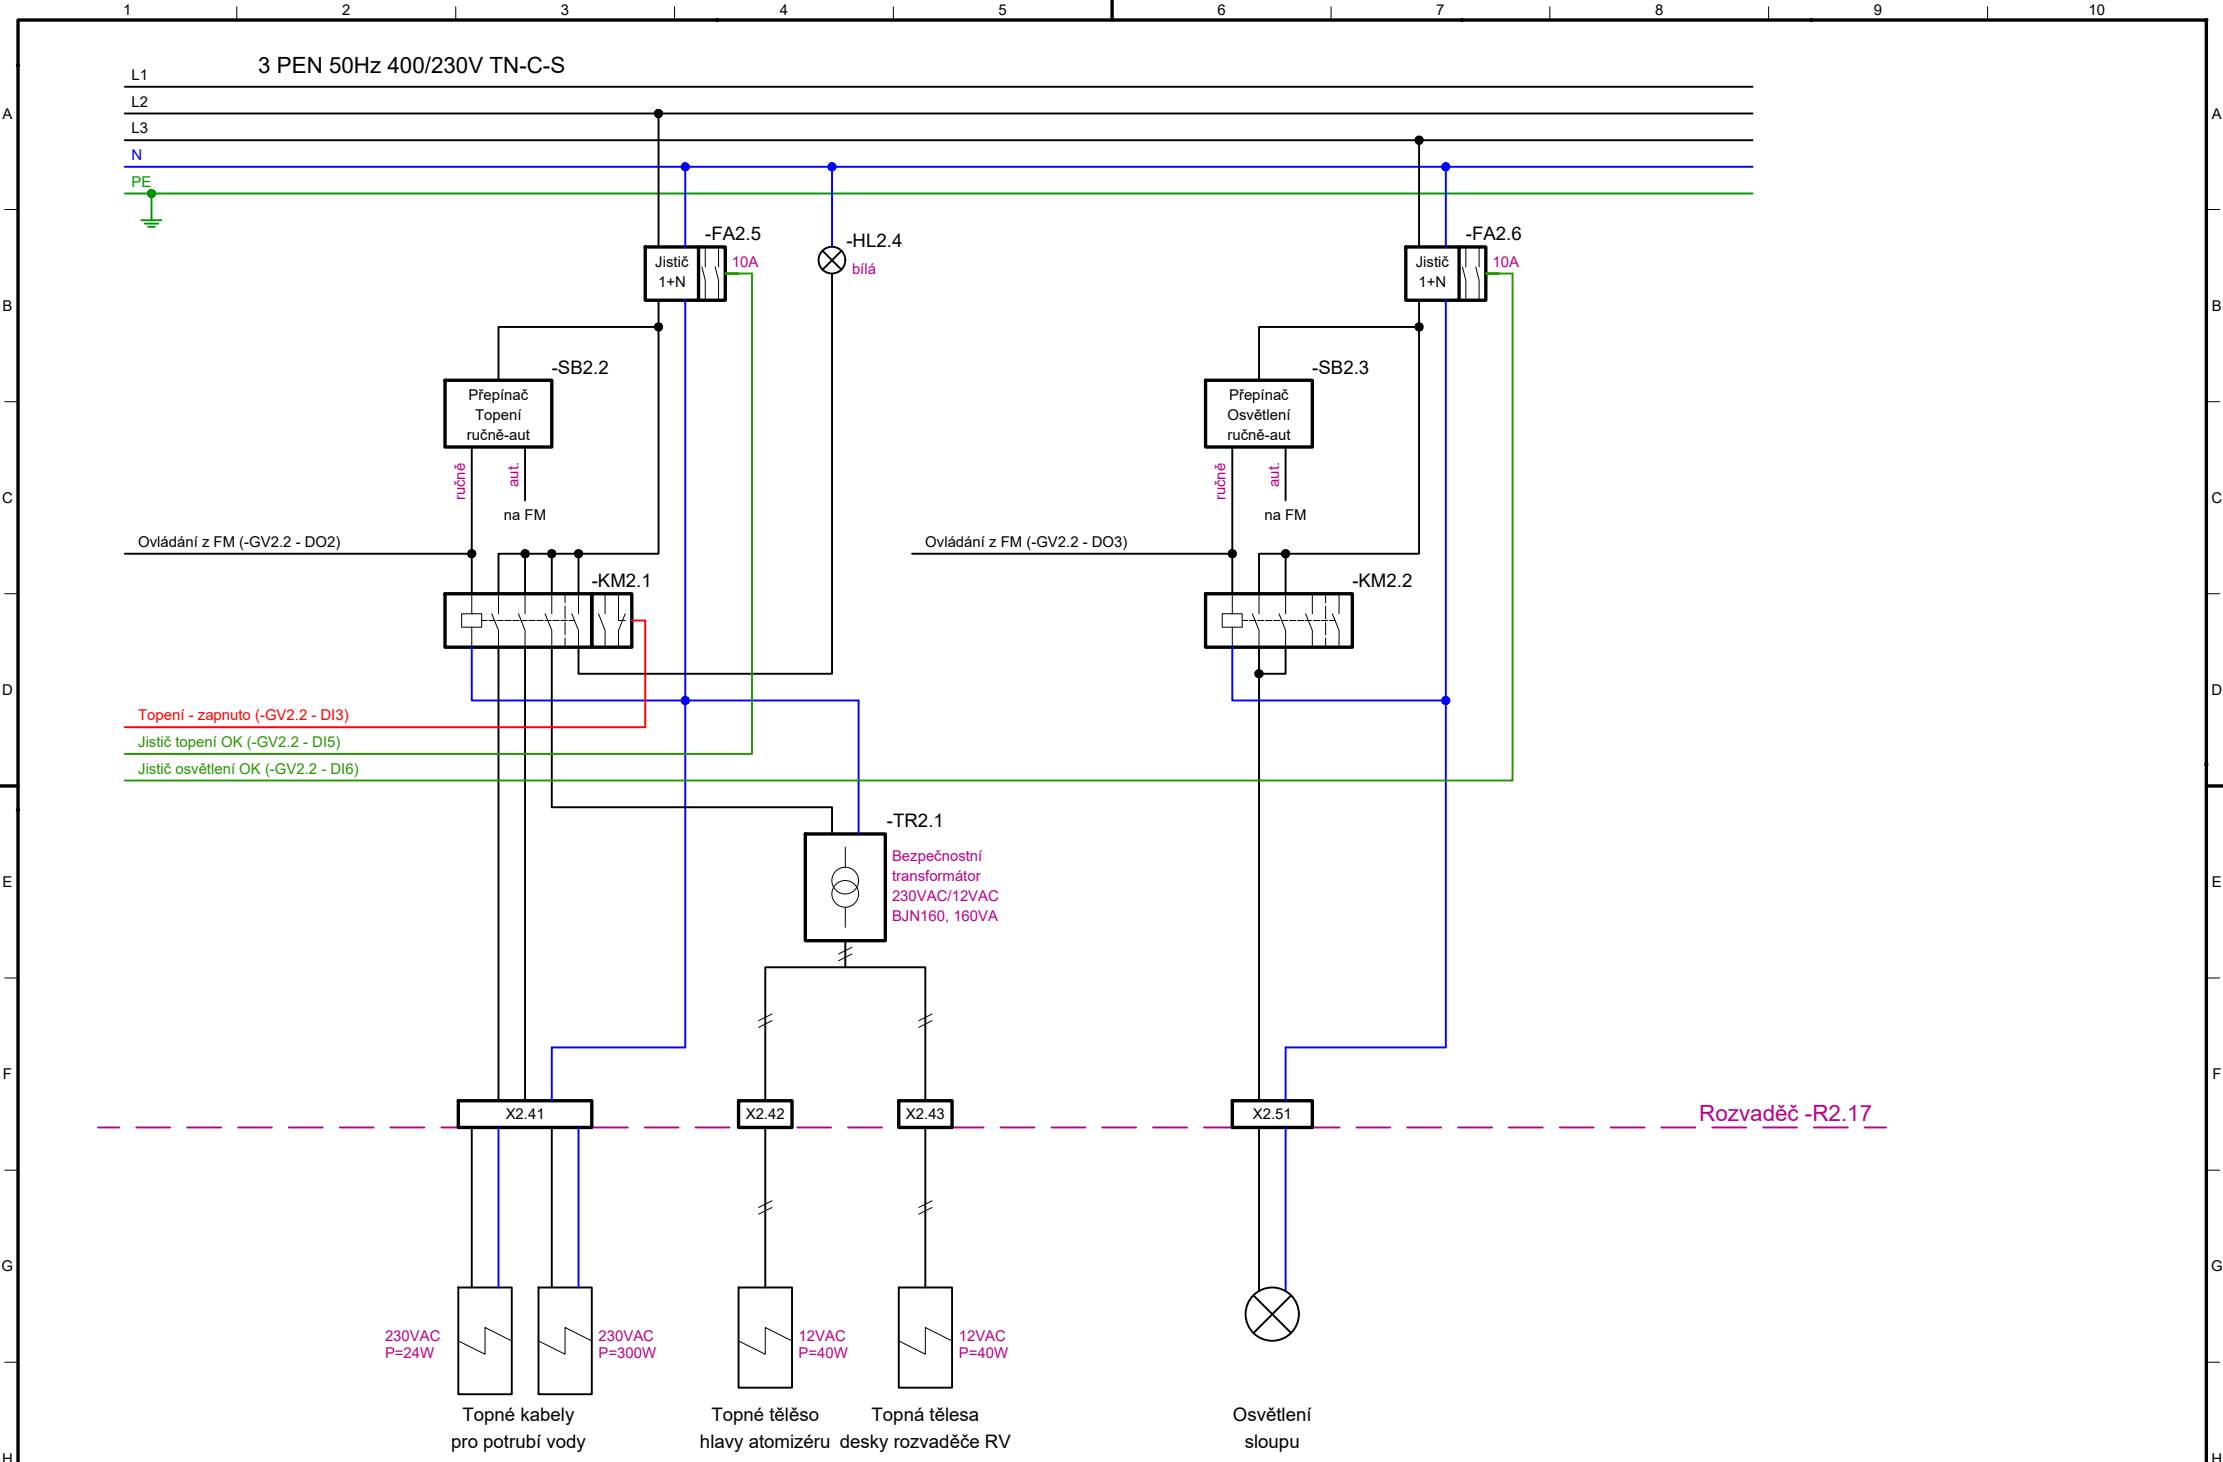 1 2 3 4 5 6 7 8 9 10
3 PEN 50Hz 400/230V TN-C-S
L1
L2
A A
L3
N
PE
-FA2.5
-HL2.4
-FA2.6
Jistič
1+N
10A
bílá
Jistič
1+N
10A
B B
-SB2.2
Přepínač
Topení
ručně-aut
-SB2.3
Přepínač
Osvětlení
ručně-aut
ručně
aut.
ručně
aut.
C C
na FM
na FM
Ovládání z FM (-GV2.2 - DO2)
Ovládání z FM (-GV2.2 - DO3)
-KM2.1
-KM2.2
D D
Topení - zapnuto (-GV2.2 - DI3)
Jistič topení OK (-GV2.2 - DI5)
Jistič osvětlení OK (-GV2.2 - DI6)
-TR2.1
Bezpečnostní
transformátor
230VAC/12VAC
BJN160, 160VA
E E
F F
X2.41
X2.42
X2.43
X2.51
Rozvaděč -R2.17
G G
230VAC
P=24W
230VAC
P=300W
12VAC
P=40W
12VAC
P=40W
Topné kabely
pro potrubí vody
Topné tělěso
hlavy atomizéru
Topná tělesa
desky rozvaděče RV
Osvětlení
sloupu
H H